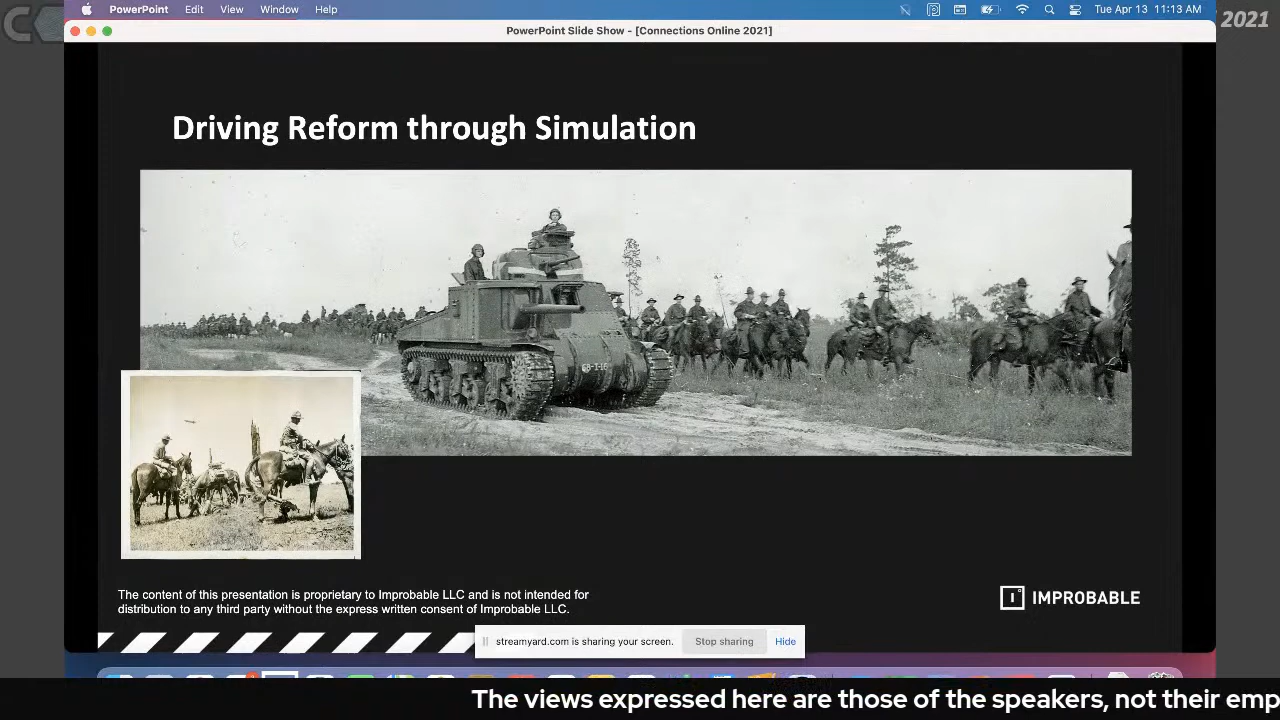 PowerPoint Edit View Window Help Tue Apr 13 11:13 AM
2021
PowerPoint Slide Show - [Connections Online 2021]
Driving Reform through Simulation
The content of this presentation is proprietary to Improbable LLC and is not intended for
distribution to any third party without the express written consent of Improbable LLC.
IMPROBABLE
streamyard.com is sharing your screen. Stop sharing Hide
The views expressed here are those of the speakers, not their emp